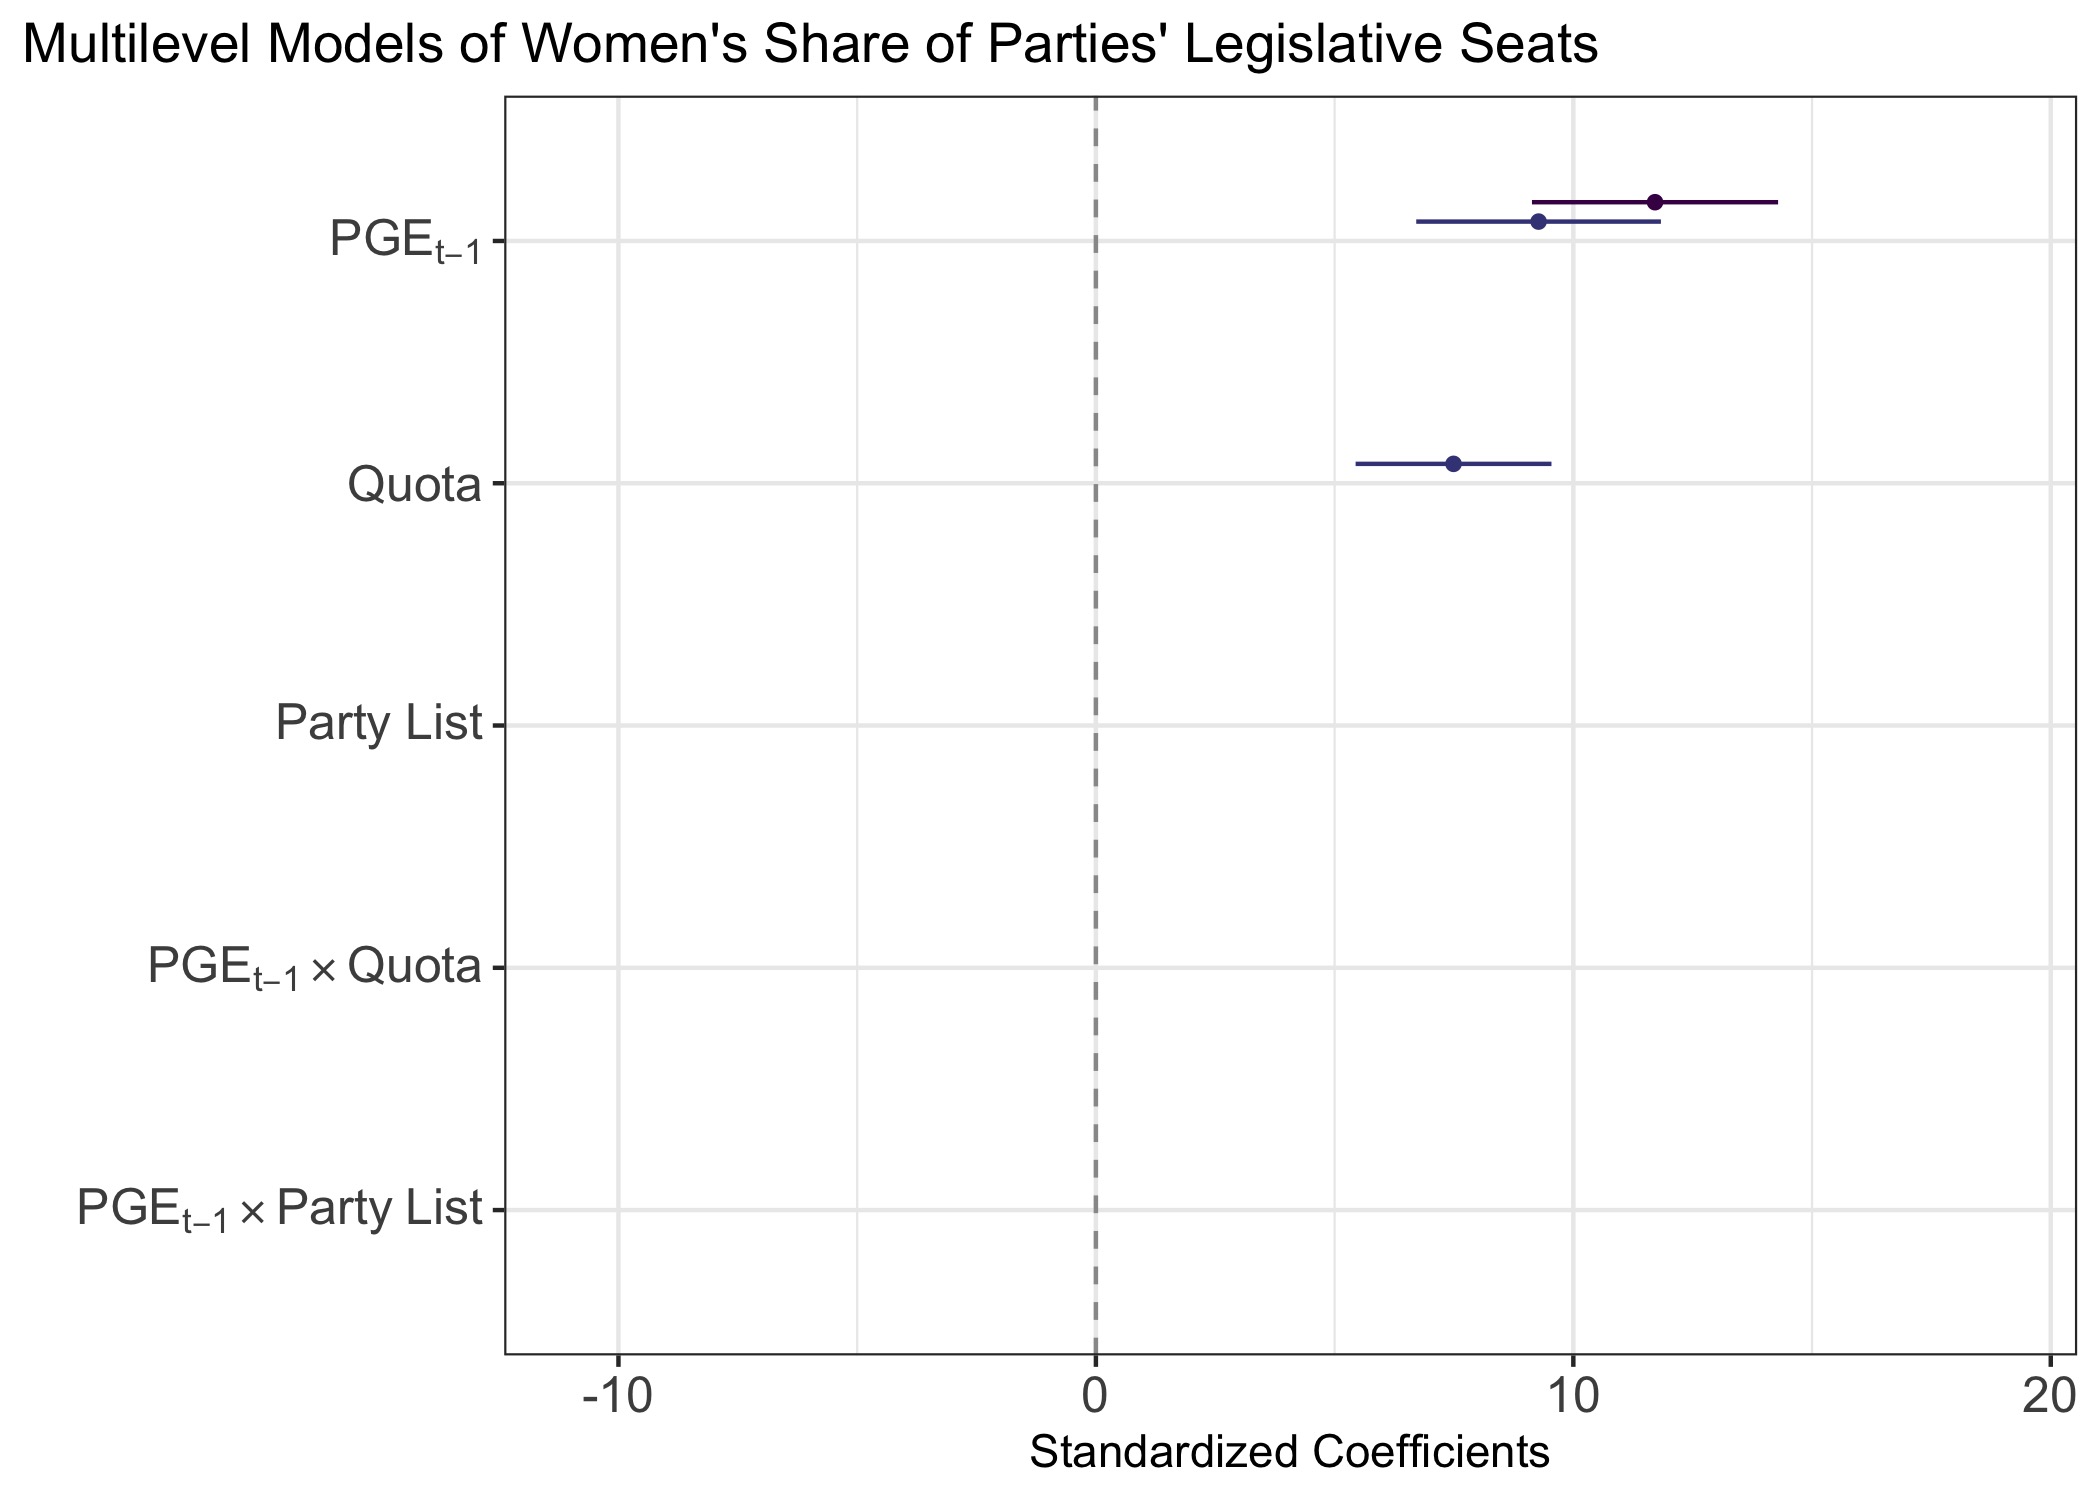 Multilevel Models of Women's Share of Parties' Legislative Seats
PGEt−1
Quota
Party List
PGEt−1 × Quota
PGEt−1 × Party List
-10 0 10 20
Standardized Coefficients